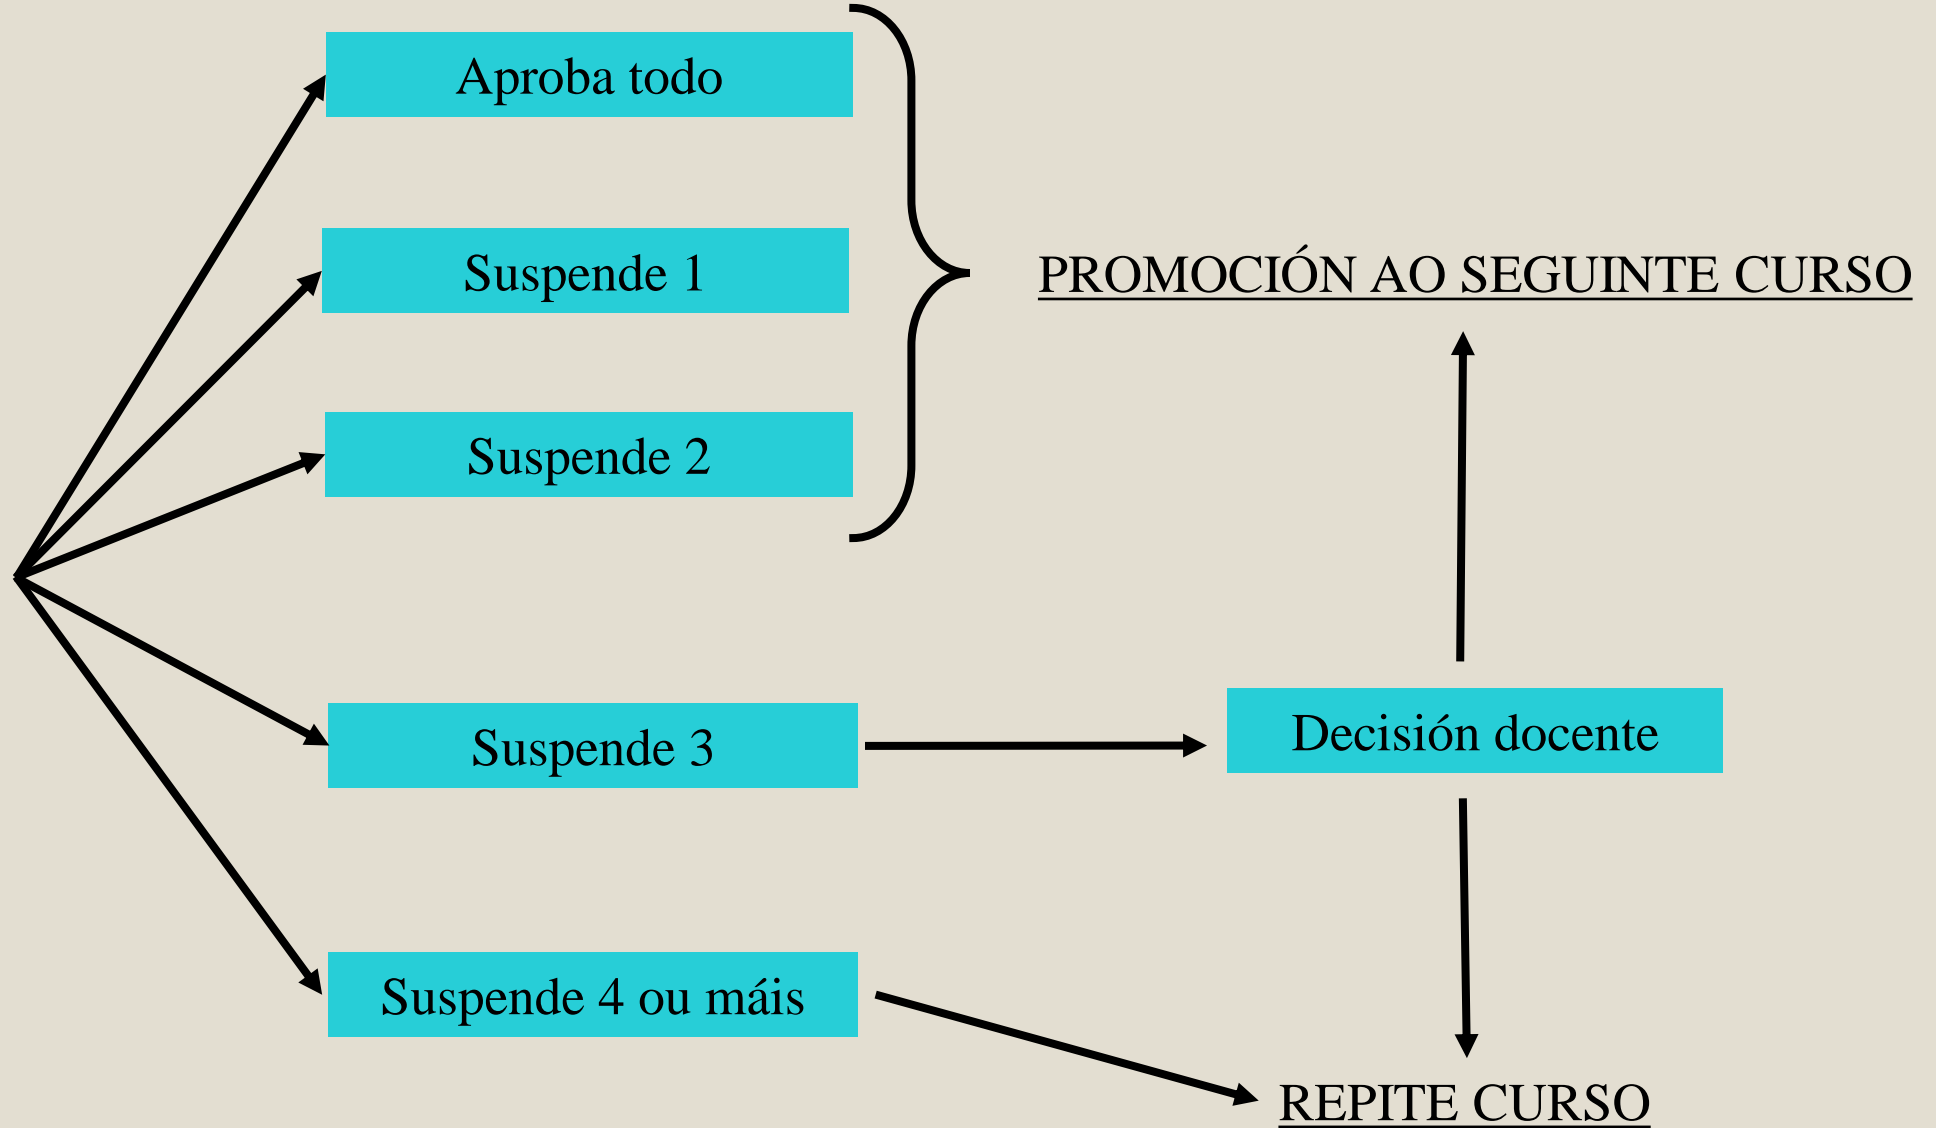 Aproba todo
Suspende 1
PROMOCIÓN AO SEGUINTE CURSO
Suspende 2
Suspende 3
Decisión docente
Suspende 4 ou máis
REPITE CURSO